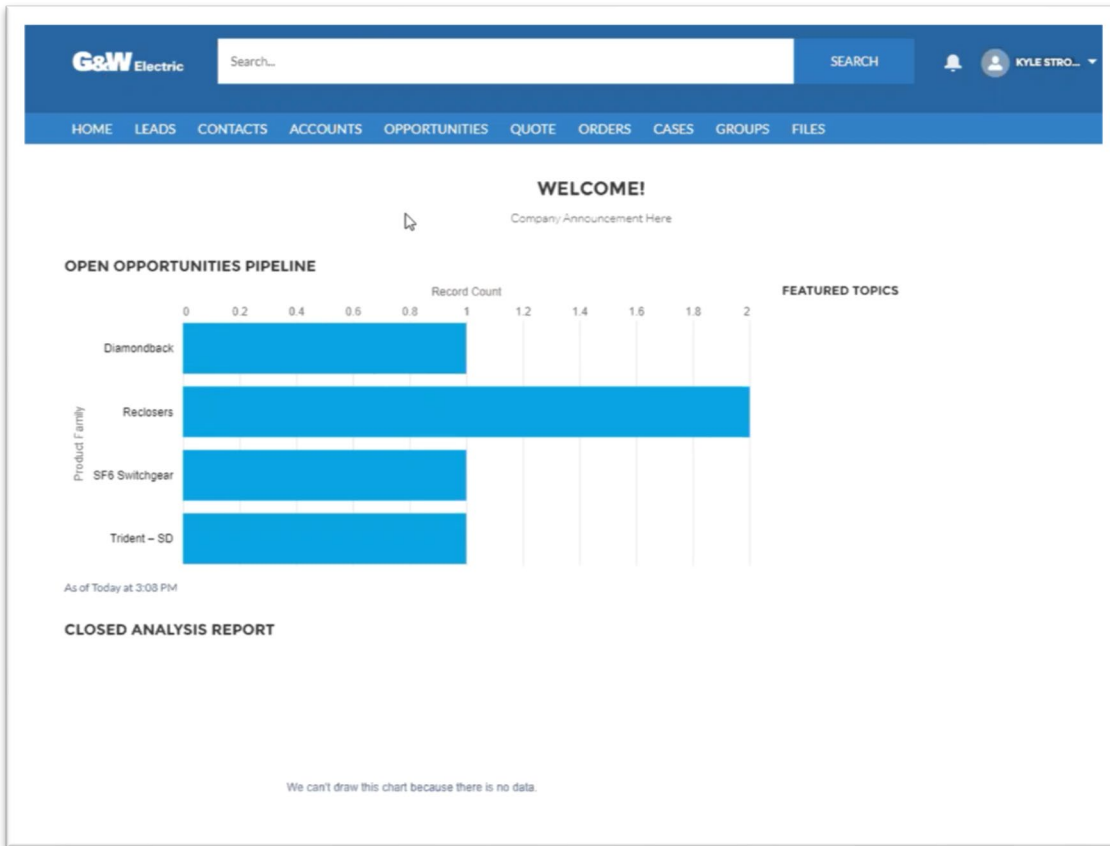 G&W Electric
Search...
SEARCH
KYLE STRO...
HOME LEADS CONTACTS ACCOUNTS OPPORTUNITIES QUOTE ORDERS CASES GROUPS FILES
WELCOME!
Company Announcement Here
OPEN OPPORTUNITIES PIPELINE
Record Count
0 0.2 0.4 0.6 0.8 1 1.2 1.4 1.6 1.8 2
Product Family
Diamondback
Reclosers
SF6 Switchgear
Trident – SD
As of Today at 3:08 PM
FEATURED TOPICS
CLOSED ANALYSIS REPORT
We can't draw this chart because there is no data.